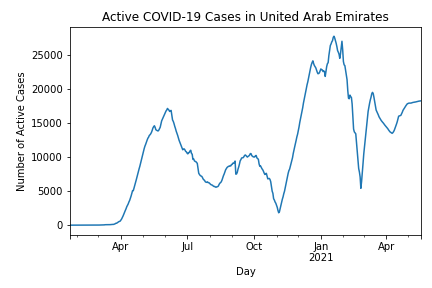 Active COVID-19 Cases in United Arab Emirates
Number of Active Cases
25000
20000
15000
10000
5000
0
Apr
Jul
Oct
Jan
2021
Apr
Day